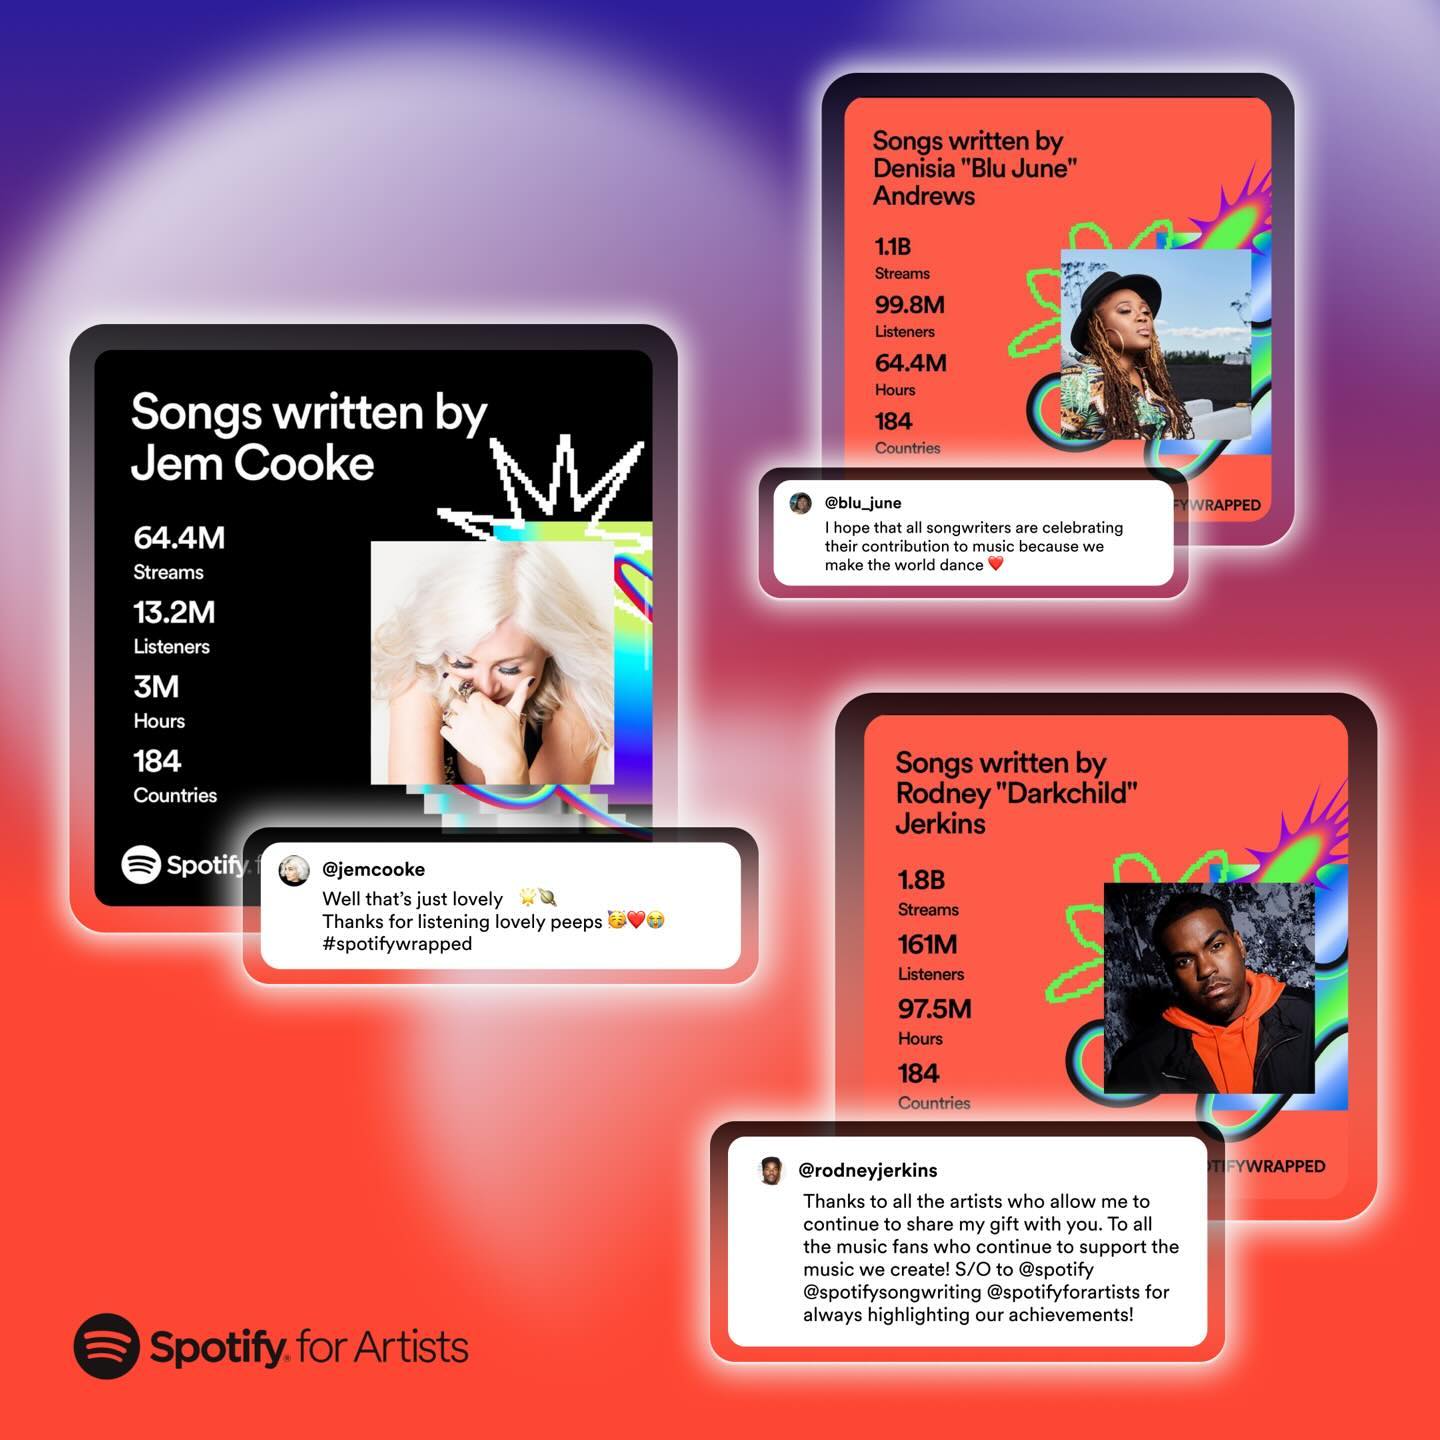 Songs written by
Jem Cooke
64.4M
Streams
13.2M
Listeners
3M
Hours
184
Countries
Spotify
@jemcooke
Well that's just lovely 🌟🪐
Thanks for listening lovely peeps 🥳❤️😭
#spotifywrapped
Songs written by
Denisia "Blu June"
Andrews
1.1B
Streams
99.8M
Listeners
64.4M
Hours
184
Countries
FYWRAPPED
@blu_june
I hope that all songwriters are celebrating
their contribution to music because we
make the world dance ❤️
Songs written by
Rodney "Darkchild"
Jerkins
1.8B
Streams
161M
Listeners
97.5M
Hours
184
Countries
OTIFYWRAPPED
@rodneyjerkins
Thanks to all the artists who allow me to
continue to share my gift with you. To all
the music fans who continue to support the
music we create! S/O to @spotify
@spotifysongwriting @spotifyforartists for
always highlighting our achievements!
Spotify® for Artists